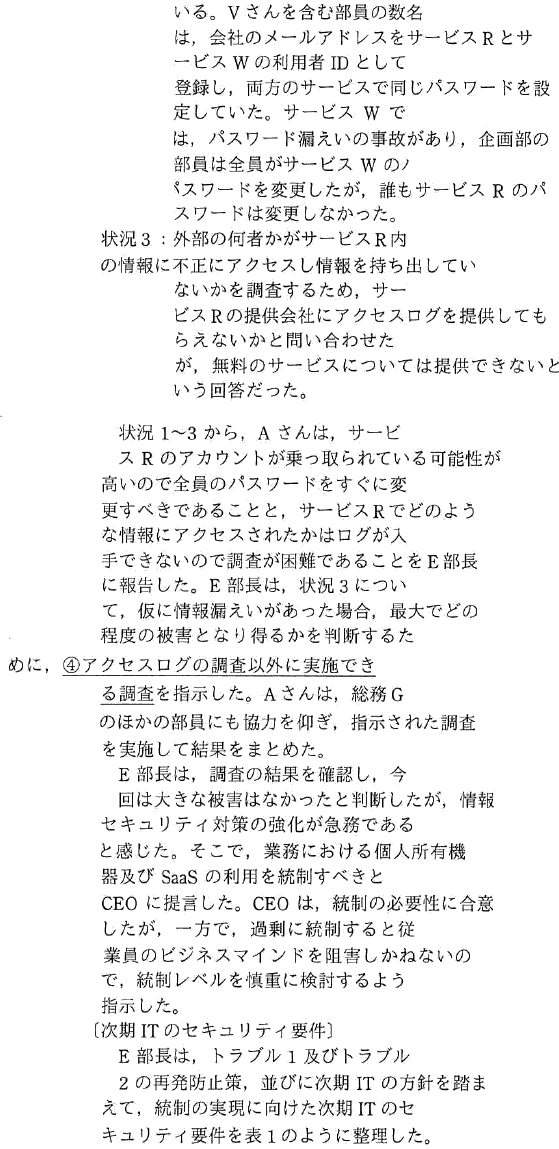 いる。Vさんを含む部員の数名
は，会社のメールアドレスをサービスRとサ
ービスWの利用者IDとして
登録し，両方のサービスで同じパスワードを設
定していた。サービス W で
は，パスワード漏えいの事故があり，企画部の
部員は全員がサービス W のパ
スワードを変更したが，誰もサービス R のパ
スワードは変更しなかった。
状況3：外部の何者かがサービスR内
の情報に不正にアクセスし情報を持ち出してい
ないかを調査するため，サー
ビスRの提供会社にアクセスログを提供しても
らえないかと問い合わせた
が，無料のサービスについては提供できないと
いう回答だった。
状況 1～3 から，A さんは，サービ
ス R のアカウントが乗っ取られている可能性が
高いので全員のパスワードをすぐに変
更すべきであることと，サービスRでどのよう
な情報にアクセスされたかはログが入
手できないので調査が困難であることをE部長
に報告した。E 部長は，状況3につい
て，仮に情報漏えいがあった場合，最大でどの
程度の被害となり得るかを判断するた
めに，④アクセスログの調査以外に実施でき
る調査を指示した。Aさんは，総務G
のほかの部員にも協力を仰ぎ，指示された調査
を実施して結果をまとめた。
E 部長は，調査の結果を確認し，今
回は大きな被害はなかったと判断したが，情報
セキュリティ対策の強化が急務である
と感じた。そこで，業務における個人所有機
器及び SaaS の利用を統制すべきと
CEO に提言した。CEO は，統制の必要性に合意
したが，一方で，過剰に統制すると従
業員のビジネスマインドを阻害しかねないの
で，統制レベルを慎重に検討するよう
指示した。
〔次期ITのセキュリティ要件〕
E 部長は，トラブル1及びトラブル
2 の再発防止策，並びに次期 IT の方針を踏ま
えて，統制の実現に向けた次期ITのセ
キュリティ要件を表1のように整理した。